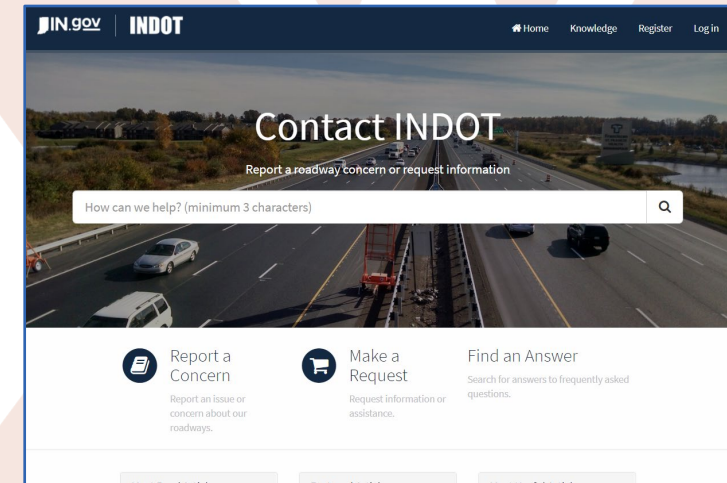 IN.gov INDOT Home Knowledge Register Log in
Contact INDOT
Report a roadway concern or request information
How can we help? (minimum 3 characters)
Report a
Concern
Report an issue or
concern about our
roadways.
Make a
Request
Request information or
assistance.
Find an Answer
Search for answers to frequently asked
questions.